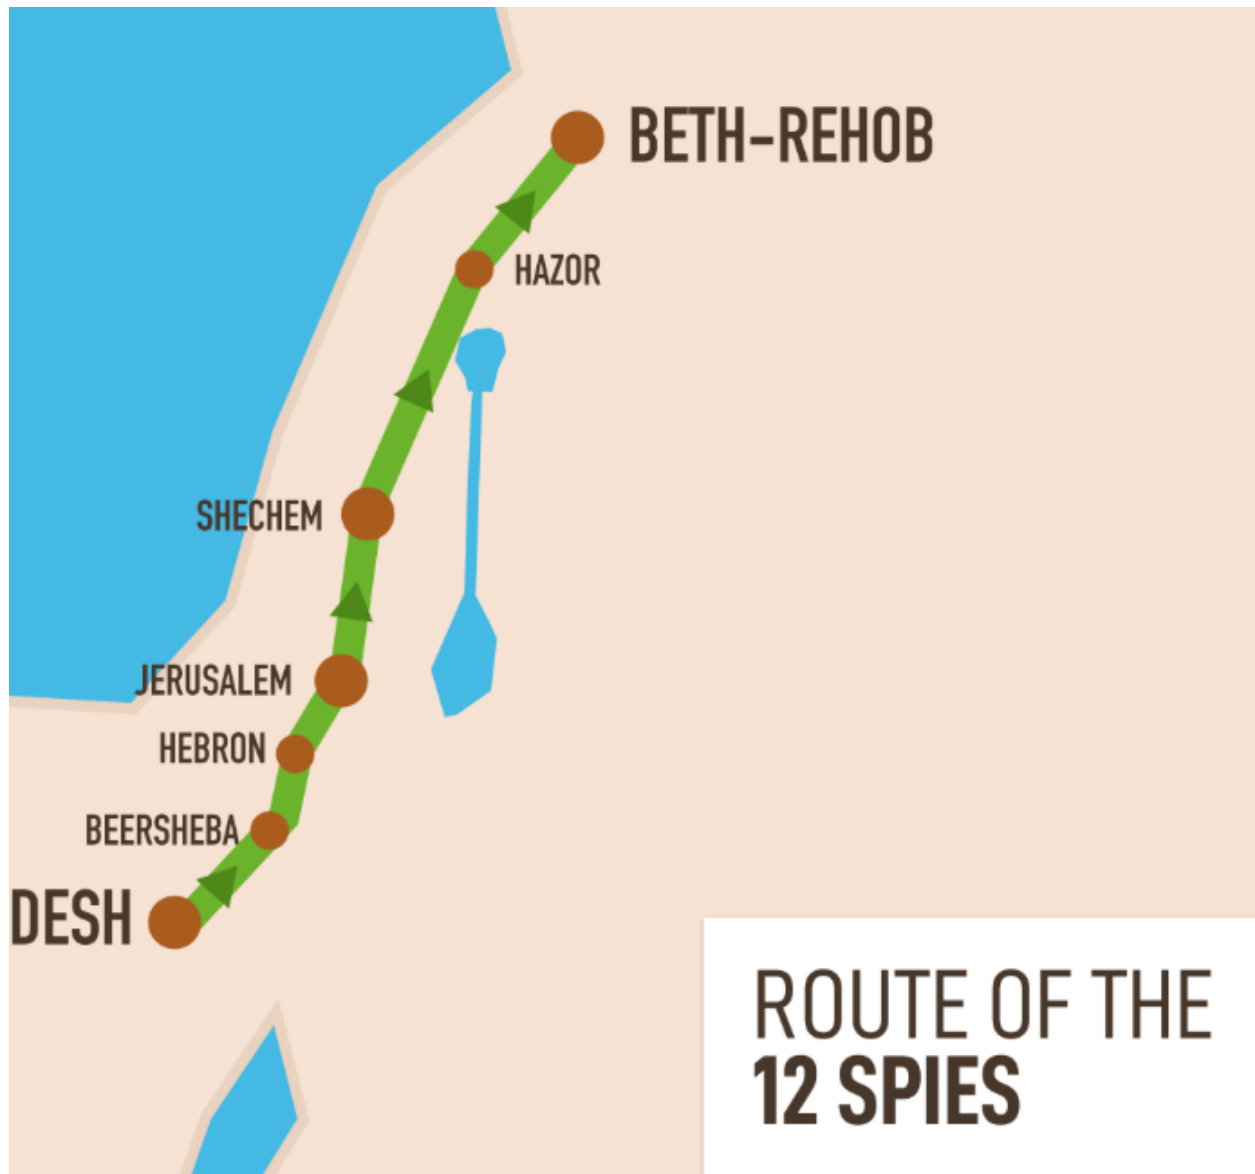 BETH-REHOB
HAZOR
SHECHEM
JERUSALEM
HEBRON
BEERSHEBA
DESH
ROUTE OF THE
12 SPIES